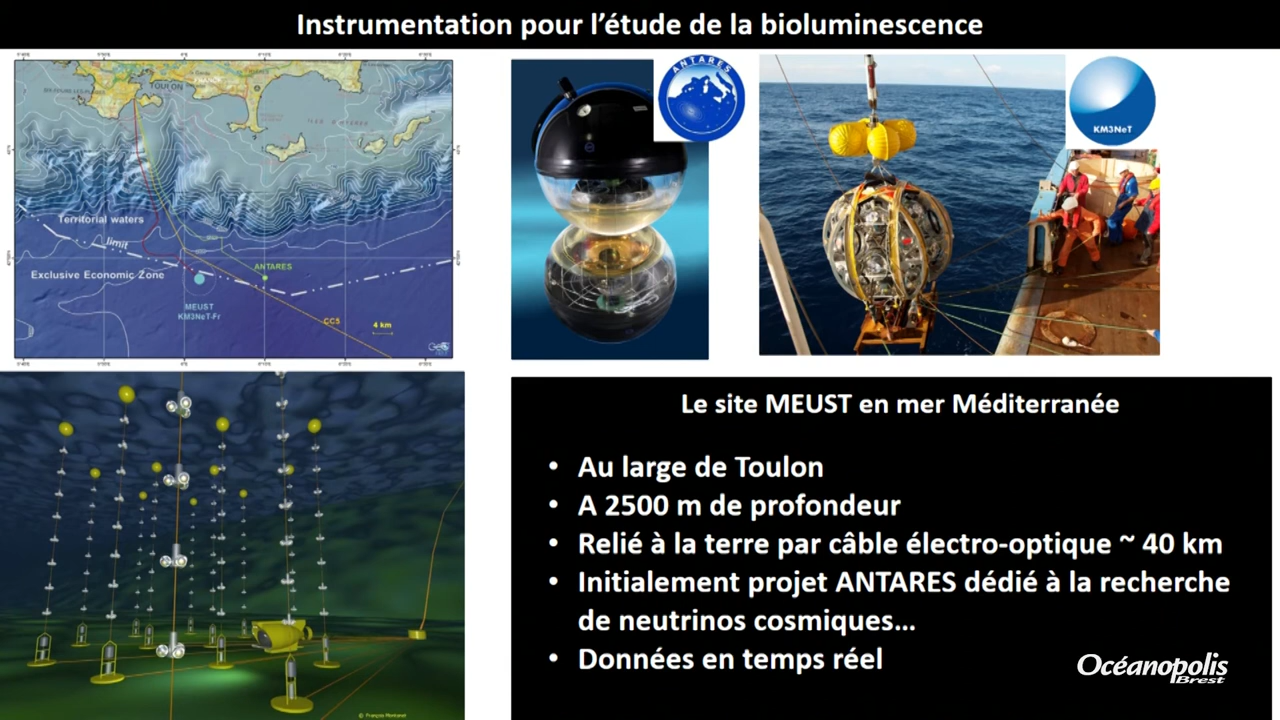 Instrumentation pour l'étude de la bioluminescence
TOULON
FRANCE
Territorial waters
limit
Exclusive Economic Zone
ANTARES
MEUST
KM3NeT-Fr
CC5
4 km
ANTARES
KM3NeT
© François Montanet
Le site MEUST en mer Méditerranée
• Au large de Toulon
• A 2500 m de profondeur
• Relié à la terre par câble électro-optique ~ 40 km
• Initialement projet ANTARES dédié à la recherche
de neutrinos cosmiques...
• Données en temps réel
Océanopolis
Brest